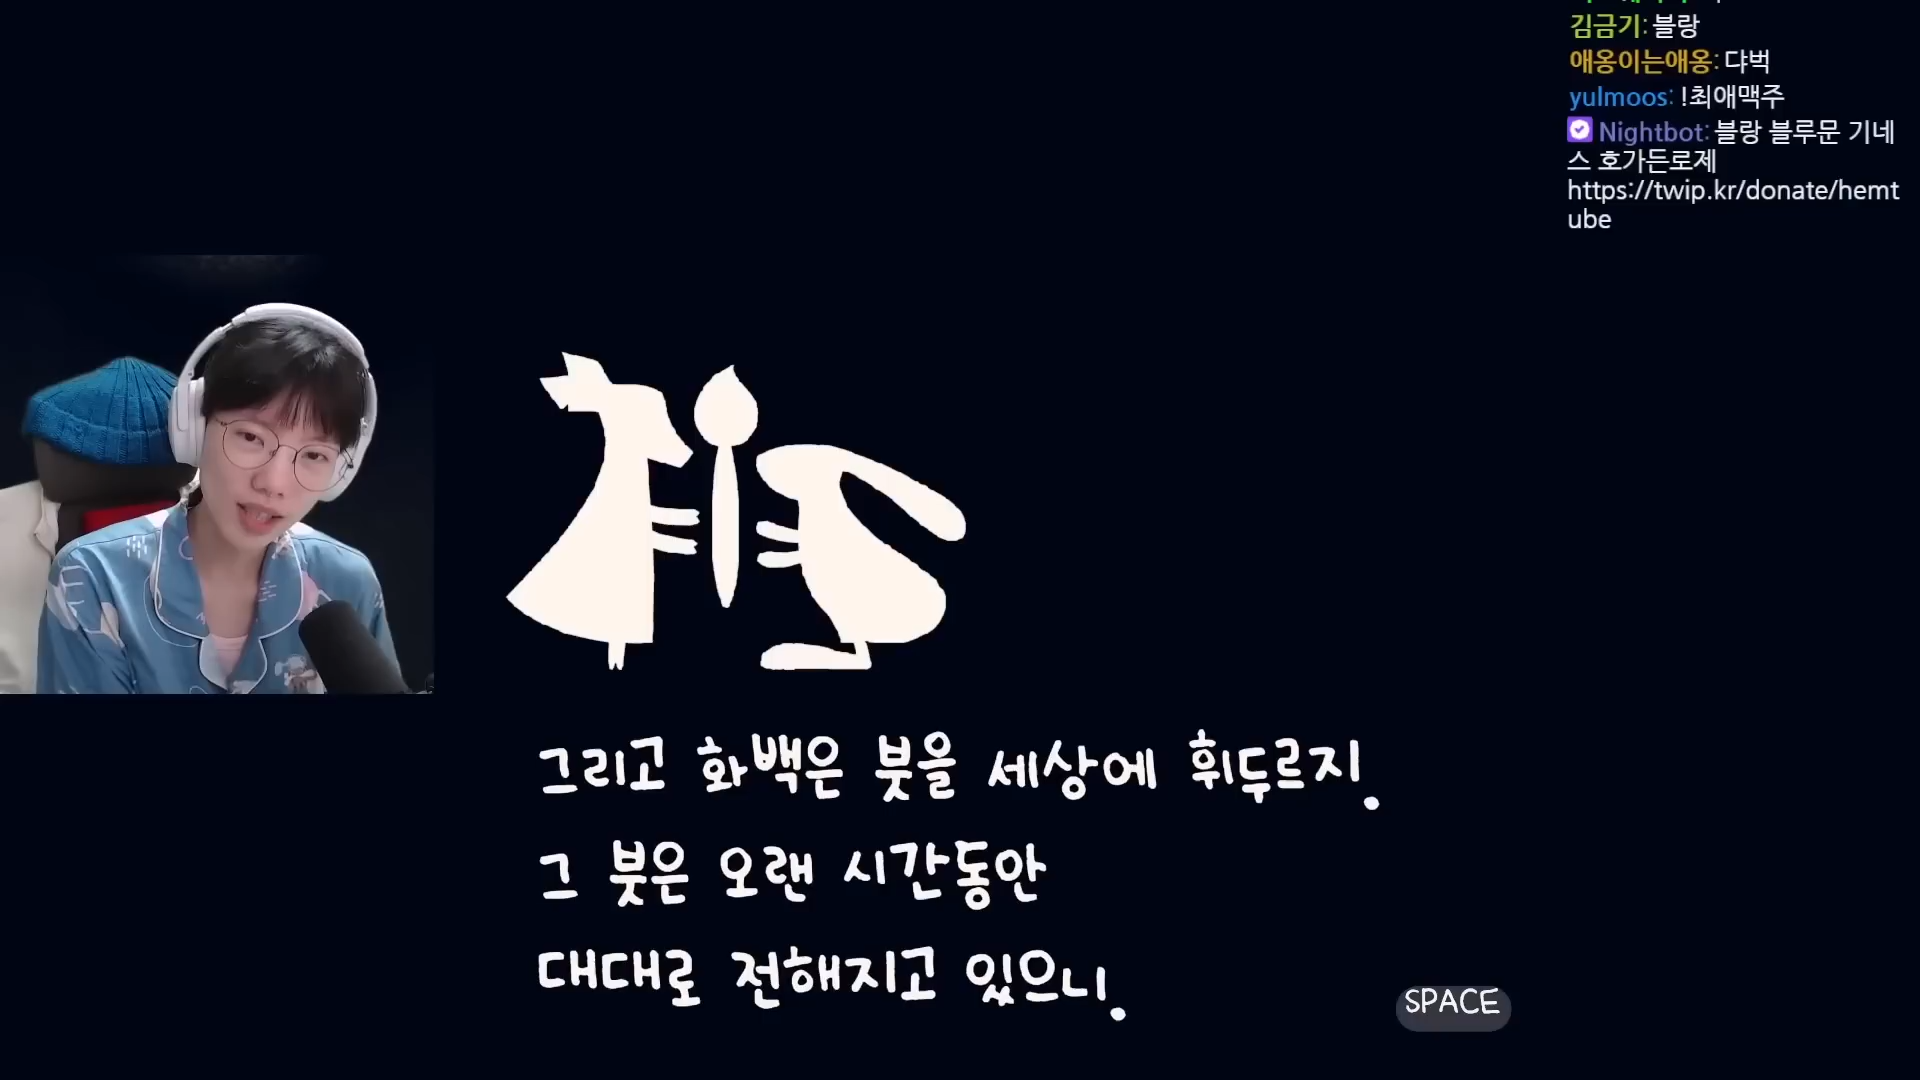 김금기: 블랑
애옹이는애옹: 댜벅
yulmoos: !최애맥주
Nightbot: 블랑 블루문 기네
스 호가든로제
https://twip.kr/donate/hemt
ube
그리고 화백은 붓을 세상에 휘두르지.
그 붓은 오랜 시간동안
대대로 전해지고 있으니.
SPACE